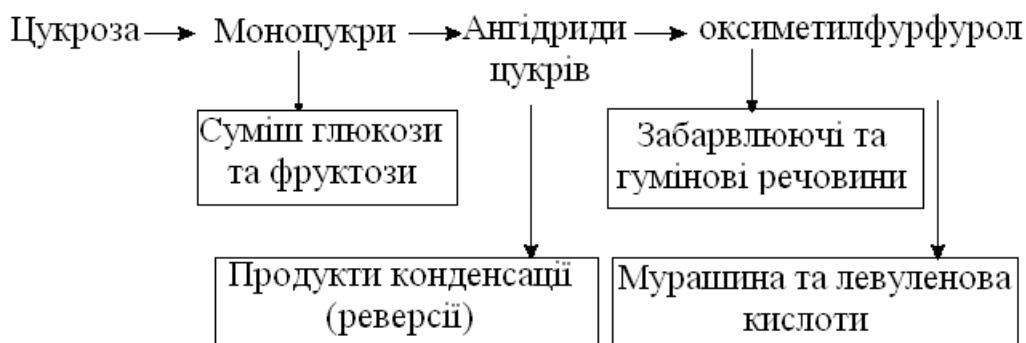 Цукроза Моноцукри Ангідриди оксиметилфурфурол
цукрів
Суміш глюкози
та фруктози
Забарвлюючі та
гумінові речовини
Продукти конденсації
(реверсії)
Мурашина та левуленова
кислоти